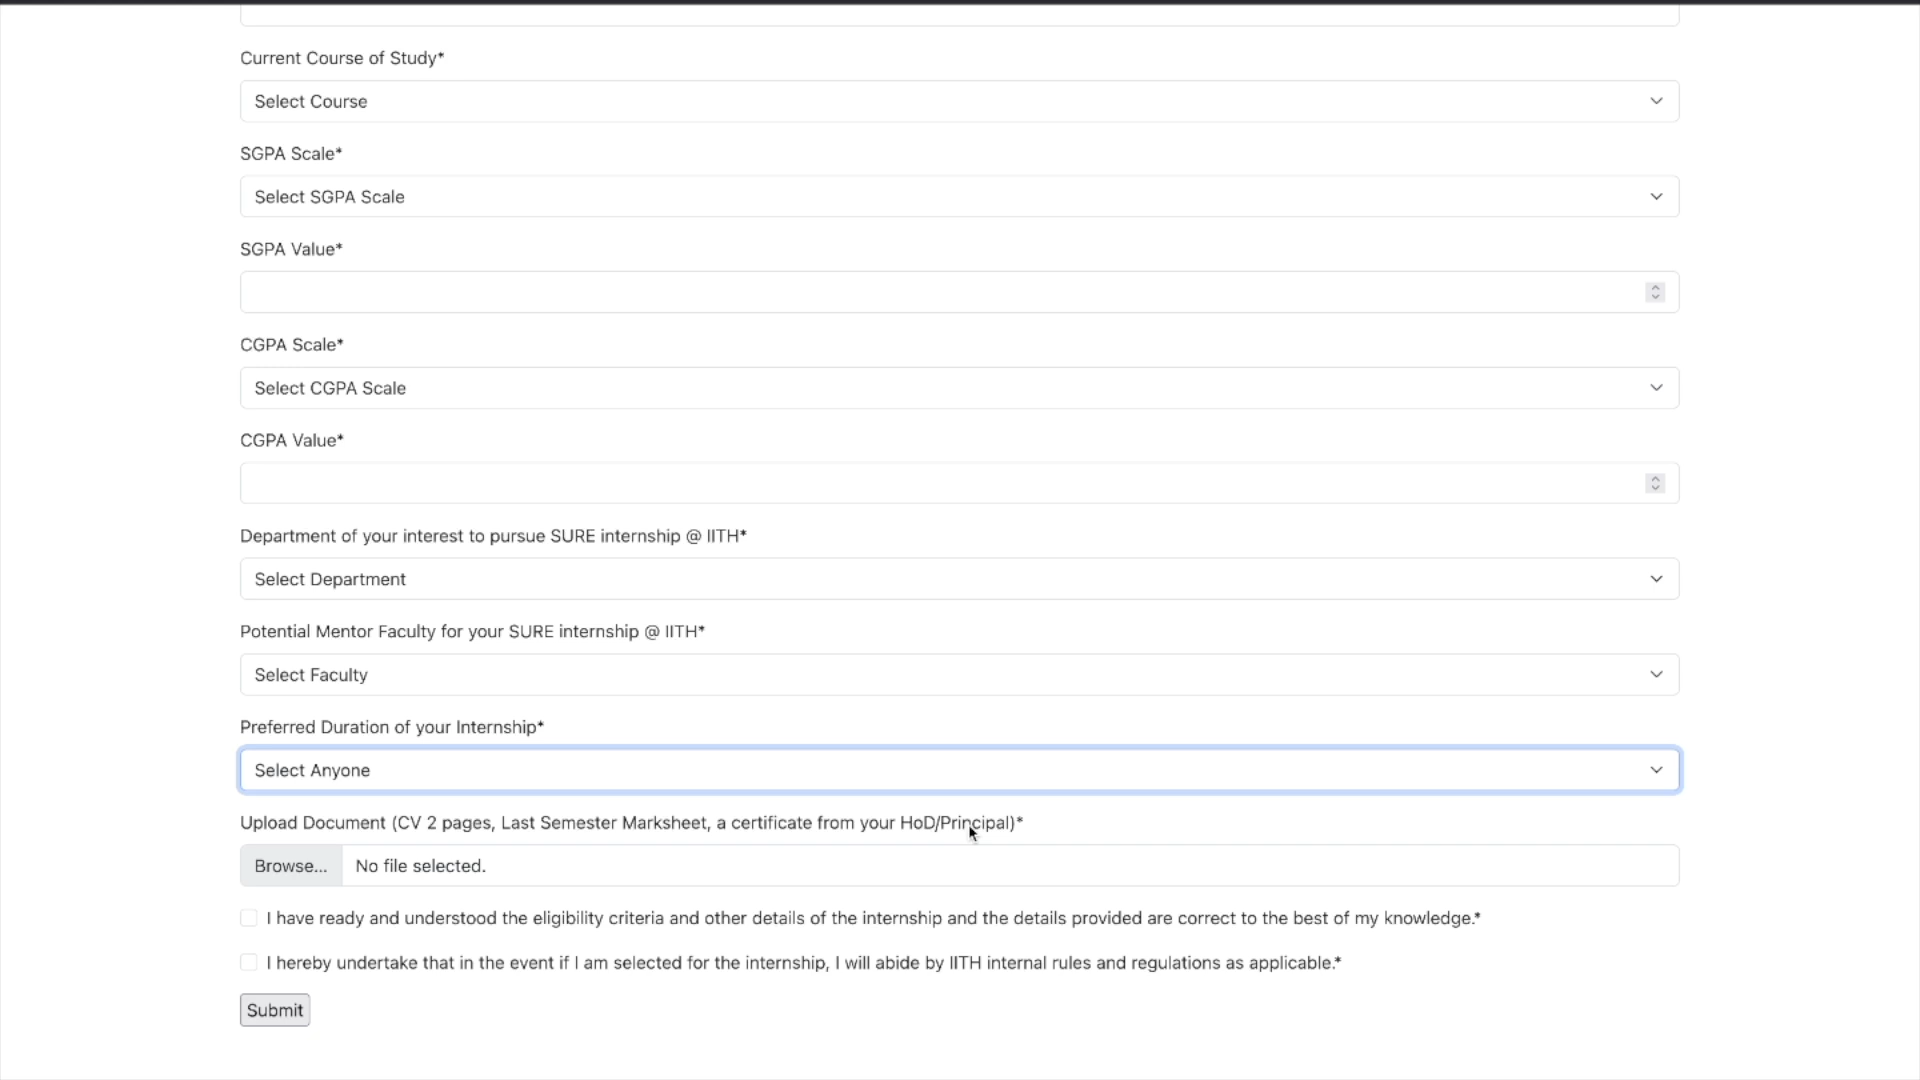 Current Course of Study*
Select Course
SGPA Scale*
Select SGPA Scale
SGPA Value*
CGPA Scale*
Select CGPA Scale
CGPA Value*
Department of your interest to pursue SURE internship @ IITH*
Select Department
Potential Mentor Faculty for your SURE internship @ IITH*
Select Faculty
Preferred Duration of your Internship*
Select Anyone
Upload Document (CV 2 pages, Last Semester Marksheet, a certificate from your HoD/Principal)*
Browse... No file selected.
I have ready and understood the eligibility criteria and other details of the internship and the details provided are correct to the best of my knowledge.*
I hereby undertake that in the event if I am selected for the internship, I will abide by IITH internal rules and regulations as applicable.*
Submit